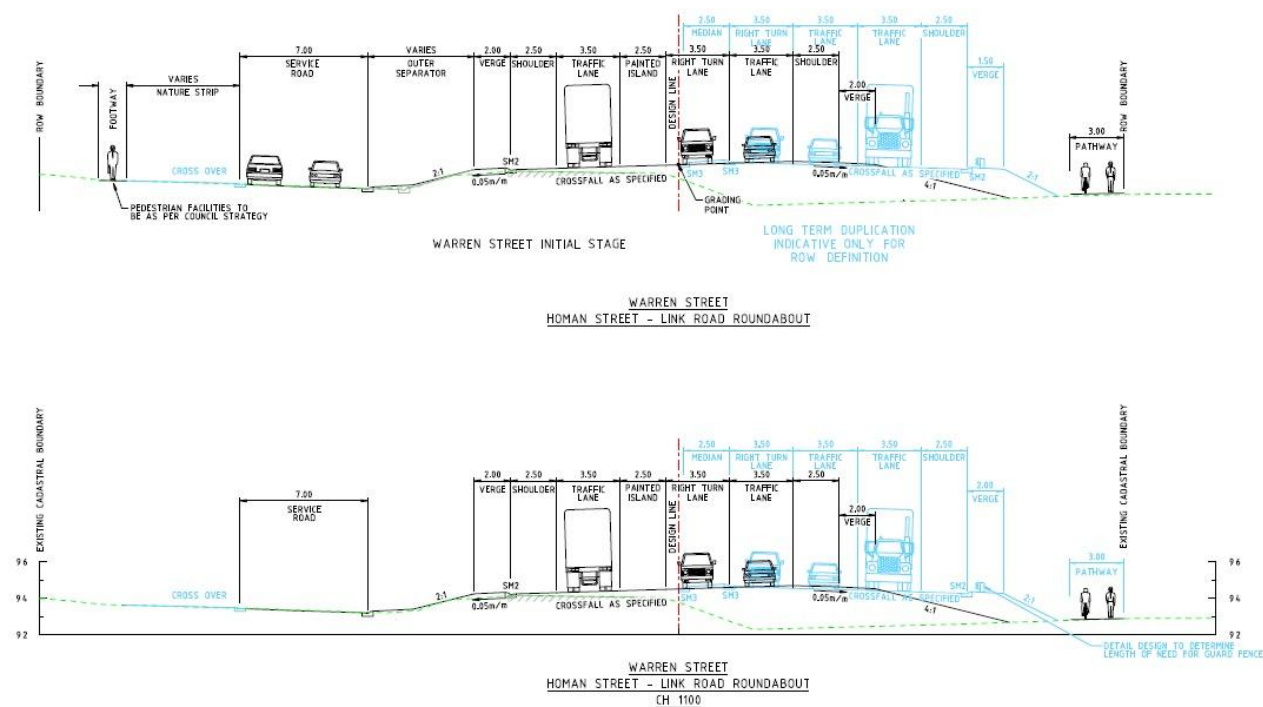 2.50 3.50 3.50 3.50 2.50
MEDIAN RIGHT TURN LANE TRAFFIC LANE TRAFFIC LANE SHOULDER
7.00 VARIES 2.00 2.50 3.50 2.50 3.50 3.50 2.50
SERVICE ROAD OUTER SEPARATOR VERGE SHOULDER TRAFFIC LANE PAINTED ISLAND RIGHT TURN LANE TRAFFIC LANE SHOULDER
1.50
VERGE
2.00
VERGE
ROW BOUNDARY
VARIES
NATURE STRIP
FOOTWAY
DESIGN LINE
ROW BOUNDARY
3.00
PATHWAY
CROSS OVER
2:1
SM2
0.05m/m
CROSSFALL AS SPECIFIED
SM3
SM3
0.05m/m
CROSSFALL AS SPECIFIED
SM2
4:1
2:1
PEDESTRIAN FACILITIES TO
BE AS PER COUNCIL STRATEGY
GRADING
POINT
WARREN STREET INITIAL STAGE
LONG TERM DUPLICATION
INDICATIVE ONLY FOR
ROW DEFINITION
WARREN STREET
HOMAN STREET - LINK ROAD ROUNDABOUT
2.50 3.50 3.50 3.50 2.50
MEDIAN RIGHT TURN LANE TRAFFIC LANE TRAFFIC LANE SHOULDER
7.00 2.00 2.50 3.50 2.50 3.50 3.50 2.50
SERVICE ROAD VERGE SHOULDER TRAFFIC LANE PAINTED ISLAND RIGHT TURN LANE TRAFFIC LANE
2.00
VERGE
2.00
VERGE
EXISTING CADASTRAL BOUNDARY
DESIGN LINE
EXISTING CADASTRAL BOUNDARY
3.00
PATHWAY
96
94
92
CROSS OVER
2:1
SM2
0.05m/m
CROSSFALL AS SPECIFIED
SM3
SM3
0.05m/m
CROSSFALL AS SPECIFIED
SM2
4:1
2:1
96
94
92
DETAIL DESIGN TO DETERMINE
LENGTH OF NEED FOR GUARD FENCE
WARREN STREET
HOMAN STREET - LINK ROAD ROUNDABOUT
CH 1100